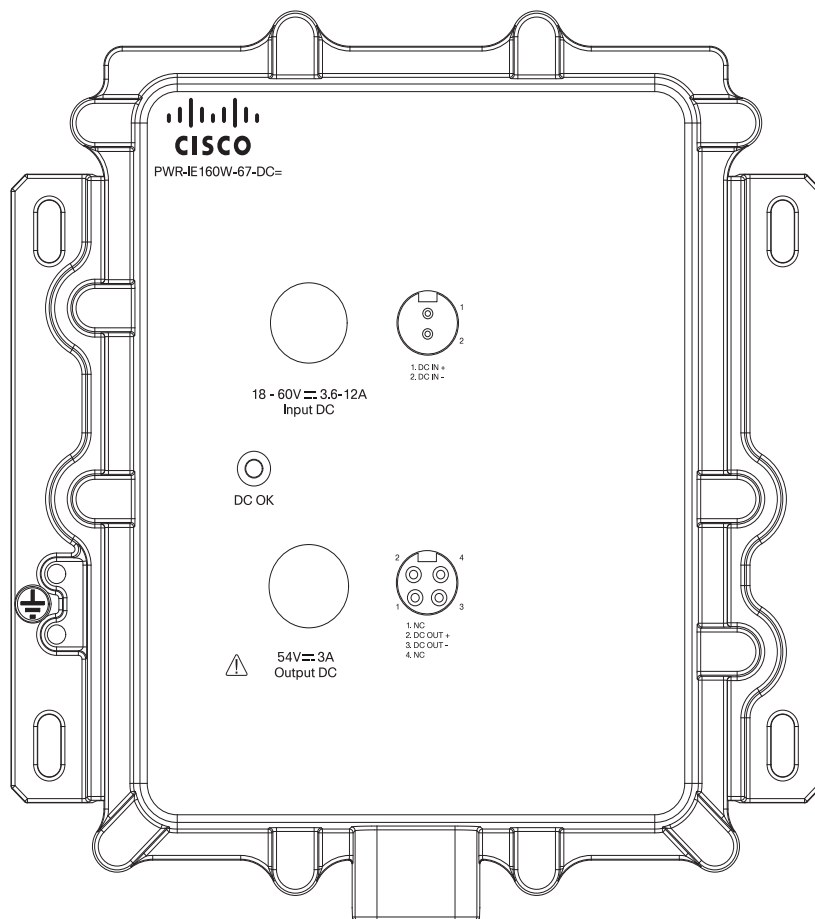 CISCO
PWR-IE160W-67-DC=
1
2
1. DC IN +
2. DC IN -
18 - 60V ⎓ 3.6-12A
Input DC
DC OK
2
4
1
3
1. NC
2. DC OUT +
3. DC OUT -
4. NC
54V ⎓ 3A
Output DC